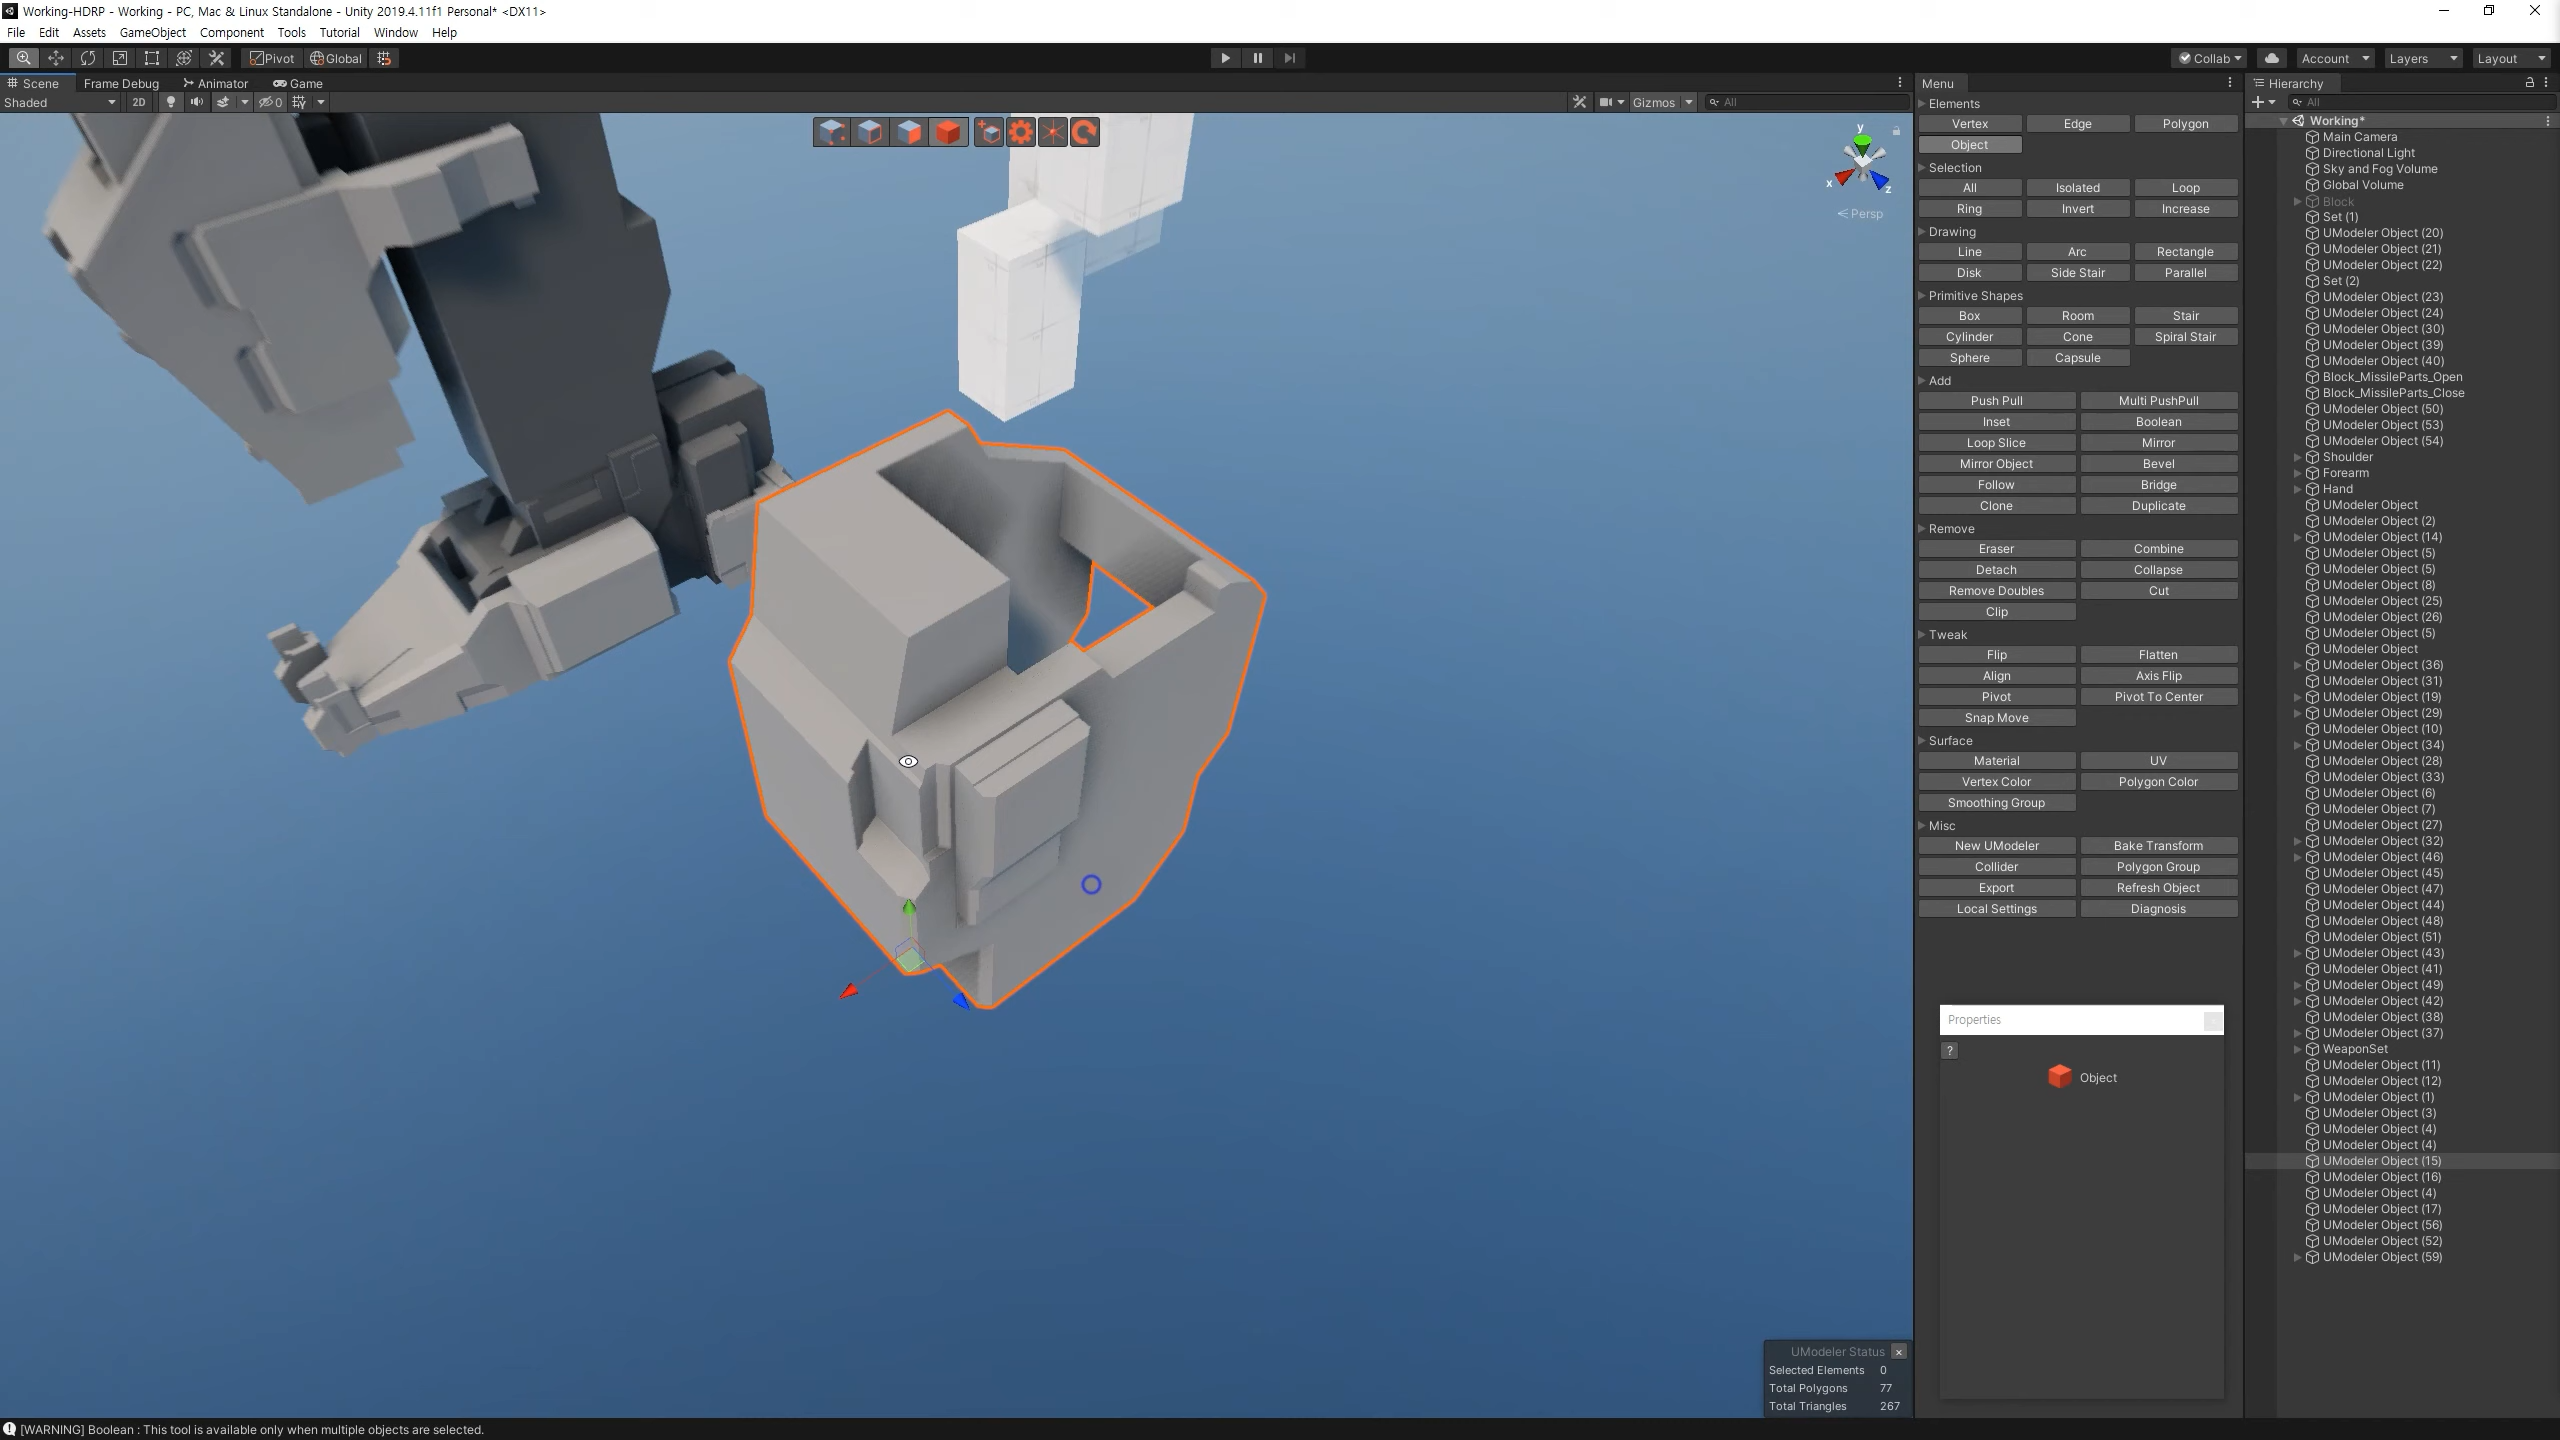 Working-HDRP - Working - PC, Mac & Linux Standalone - Unity 2019.4.11f1 Personal* <DX11>
File Edit Assets GameObject Component Tools Tutorial Window Help
Pivot Global Collab Account Layers Layout
Scene Frame Debug Animator Game
Shaded 2D 0 Gizmos All
y
x
z
Persp
Menu
Elements
Vertex Edge Polygon
Object
Selection
All Isolated Loop
Ring Invert Increase
Drawing
Line Arc Rectangle
Disk Side Stair Parallel
Primitive Shapes
Box Room Stair
Cylinder Cone Spiral Stair
Sphere Capsule
Add
Push Pull Multi PushPull
Inset Boolean
Loop Slice Mirror
Mirror Object Bevel
Follow Bridge
Clone Duplicate
Remove
Eraser Combine
Detach Collapse
Remove Doubles Cut
Clip
Tweak
Flip Flatten
Align Axis Flip
Pivot Pivot To Center
Snap Move
Surface
Material UV
Vertex Color Polygon Color
Smoothing Group
Misc
New UModeler Bake Transform
Collider Polygon Group
Export Refresh Object
Local Settings Diagnosis
Properties
?
Object
Hierarchy
All
Working*
Main Camera
Directional Light
Sky and Fog Volume
Global Volume
Block
Set (1)
UModeler Object (20)
UModeler Object (21)
UModeler Object (22)
Set (2)
UModeler Object (23)
UModeler Object (24)
UModeler Object (30)
UModeler Object (39)
UModeler Object (40)
Block_MissileParts_Open
Block_MissileParts_Close
UModeler Object (50)
UModeler Object (53)
UModeler Object (54)
Shoulder
Forearm
Hand
UModeler Object
UModeler Object (2)
UModeler Object (14)
UModeler Object (5)
UModeler Object (5)
UModeler Object (8)
UModeler Object (25)
UModeler Object (26)
UModeler Object (5)
UModeler Object
UModeler Object (36)
UModeler Object (31)
UModeler Object (19)
UModeler Object (29)
UModeler Object (10)
UModeler Object (34)
UModeler Object (28)
UModeler Object (33)
UModeler Object (6)
UModeler Object (7)
UModeler Object (27)
UModeler Object (32)
UModeler Object (46)
UModeler Object (45)
UModeler Object (47)
UModeler Object (44)
UModeler Object (48)
UModeler Object (51)
UModeler Object (43)
UModeler Object (41)
UModeler Object (49)
UModeler Object (42)
UModeler Object (38)
UModeler Object (37)
WeaponSet
UModeler Object (11)
UModeler Object (12)
UModeler Object (1)
UModeler Object (3)
UModeler Object (4)
UModeler Object (4)
UModeler Object (15)
UModeler Object (16)
UModeler Object (4)
UModeler Object (17)
UModeler Object (56)
UModeler Object (52)
UModeler Object (59)
UModeler Status
Selected Elements 0
Total Polygons 77
Total Triangles 267
[WARNING] Boolean : This tool is available only when multiple objects are selected.